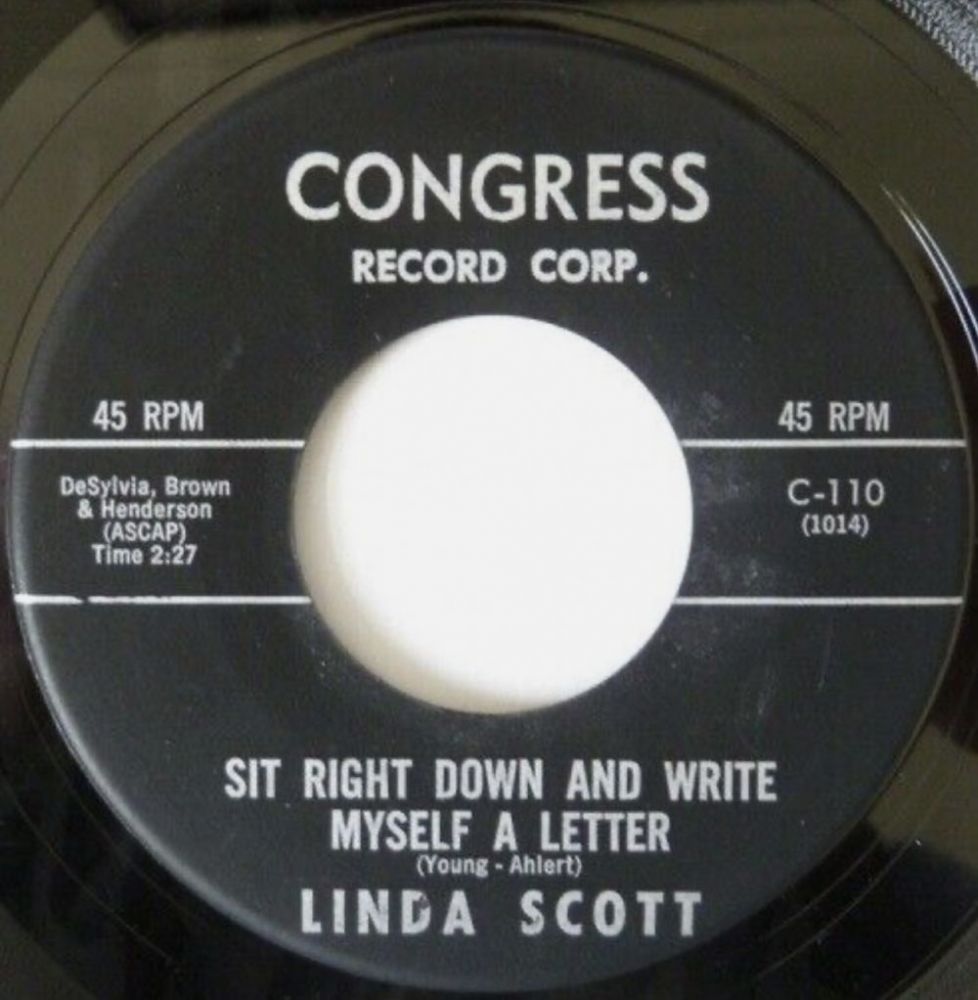 CONGRESS
RECORD CORP.
45 RPM
45 RPM
DeSylvia, Brown
& Henderson
(ASCAP)
Time 2:27
C-110
(1014)
SIT RIGHT DOWN AND WRITE
MYSELF A LETTER
(Young - Ahlert)
LINDA SCOTT